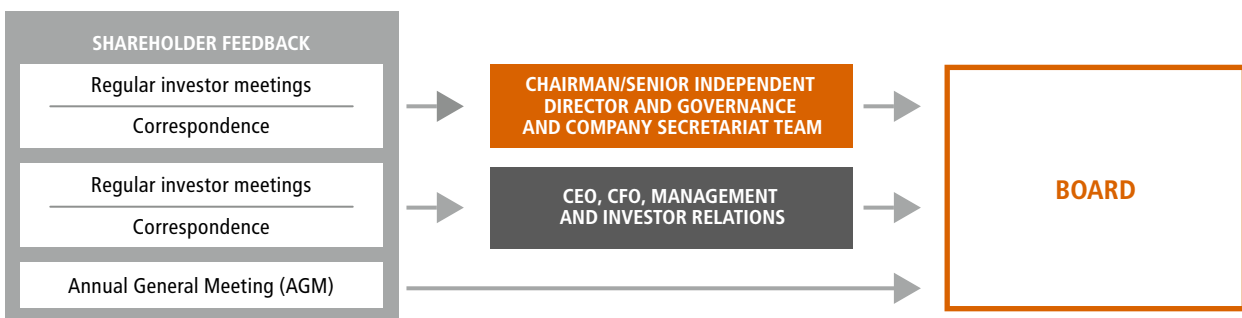 SHAREHOLDER FEEDBACK
Regular investor meetings
Correspondence
CHAIRMAN/SENIOR INDEPENDENT
DIRECTOR AND GOVERNANCE
AND COMPANY SECRETARIAT TEAM
Regular investor meetings
Correspondence
CEO, CFO, MANAGEMENT
AND INVESTOR RELATIONS
Annual General Meeting (AGM)
BOARD